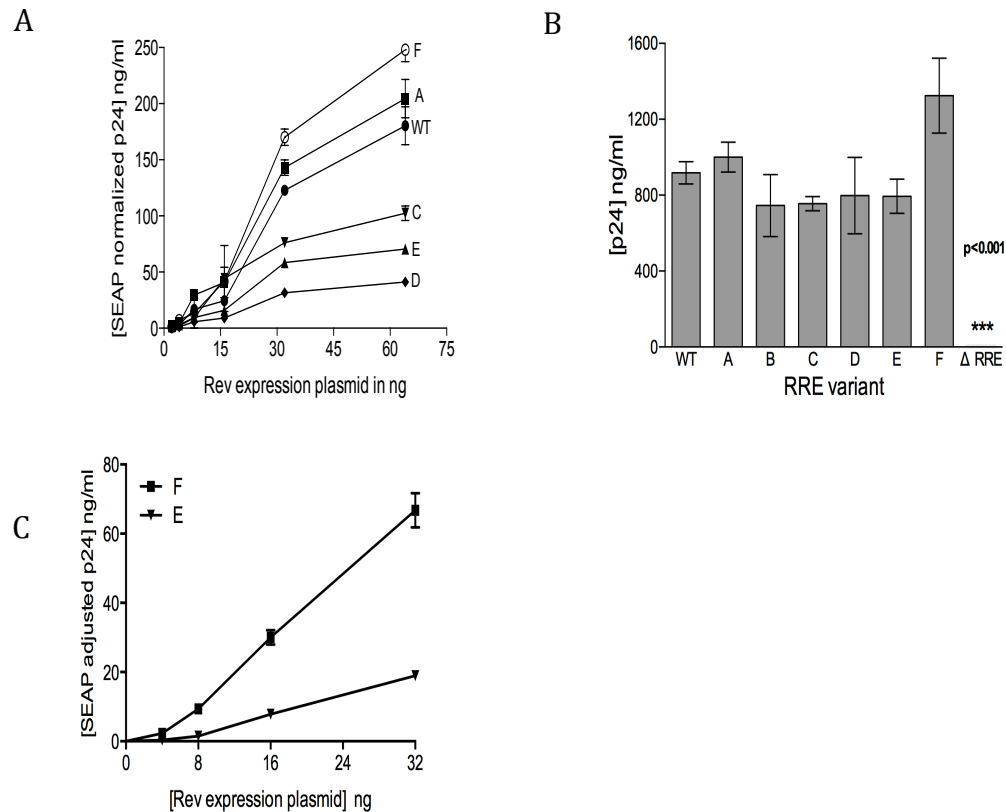 A
[SEAP normalized p24] ng/ml
250
200
150
100
50
0
0
15
30
45
60
75
F
A
WT
C
E
D
Rev expression plasmid in ng
B
[p24] ng/ml
1600
1200
800
400
0
p<0.001
***
WT A B C D E F Δ RRE
RRE variant
C
[SEAP adjusted p24] ng/ml
80
60
40
20
0
F
E
0 8 16 24 32
[Rev expression plasmid] ng